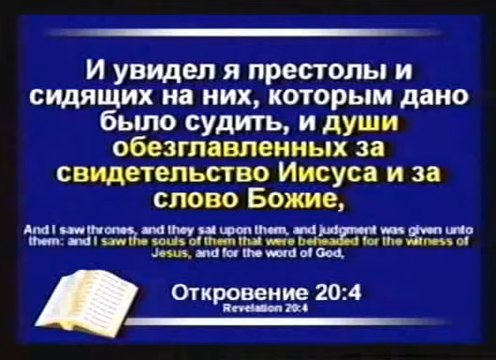 И увидел я престолы и
сидящих на них, которым дано
было судить, и души
обезглавленных за
свидетельство Иисуса и за
слово Божие,
And I saw thrones, and they sat upon them, and judgment was given unto
them: and I saw the souls of them that were beheaded for the witness of
Jesus, and for the word of God,
Откровение 20:4
Revelation 20:4